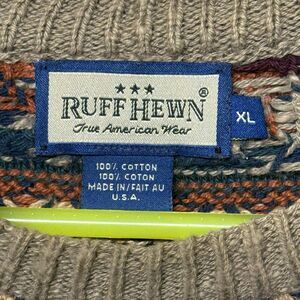 ★★★
RUFF HEWN®
True American Wear
XL
100% COTTON
100% COTON
MADE IN/FAIT AU
U.S.A.